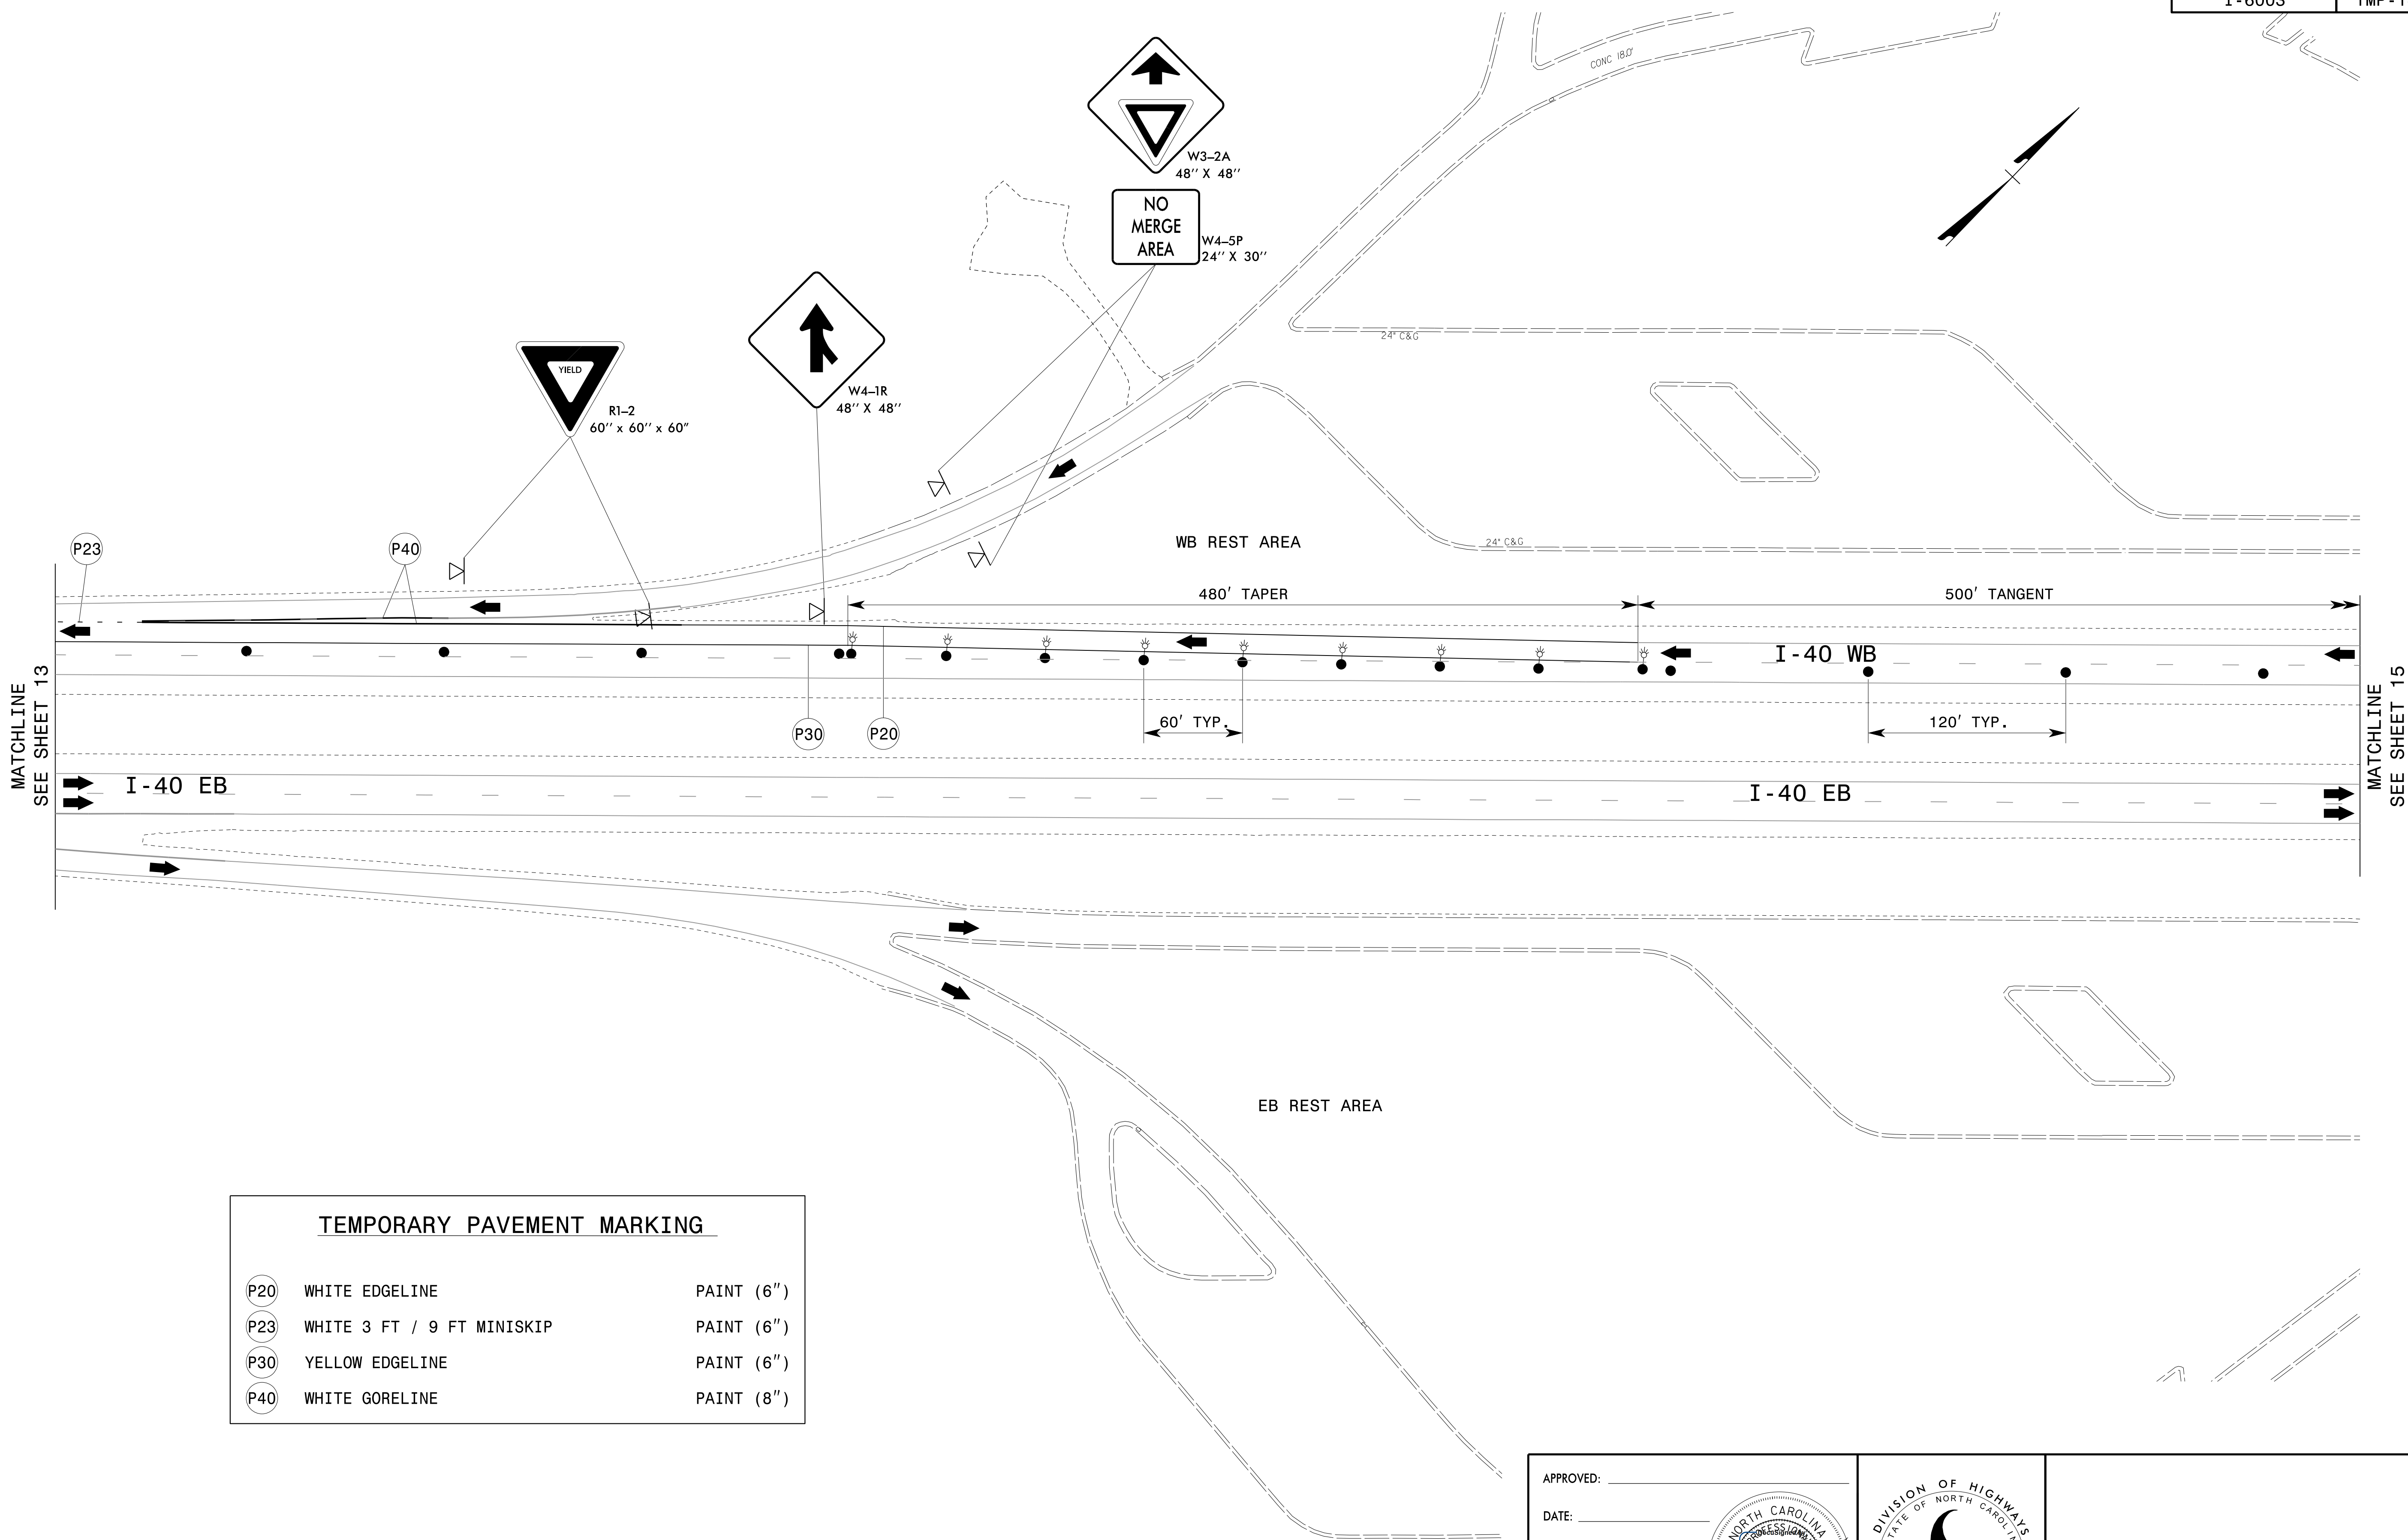 I-6003
CONC 18.0'
W3-2A
48'' X 48''
NO
MERGE
AREA
W4-5P
24'' X 30''
YIELD
R1-2
60'' x 60'' x 60''
W4-1R
48'' X 48''
24" C&G
24" C&G
P23
P40
WB REST AREA
480' TAPER
500' TANGENT
I-40 WB
MATCHLINE
SEE SHEET 13
60' TYP.
120' TYP.
P30
P20
MATCHLINE
SEE SHEET 15
I-40 EB
I-40 EB
EB REST AREA
TEMPORARY PAVEMENT MARKING
P20 WHITE EDGELINE PAINT (6")
P23 WHITE 3 FT / 9 FT MINISKIP PAINT (6")
P30 YELLOW EDGELINE PAINT (6")
P40 WHITE GORELINE PAINT (8")
APPROVED:
DATE:
NORTH CAROLINA
DocuSigned by
DIVISION OF HIGHWAYS
STATE OF NORTH CAROLINA